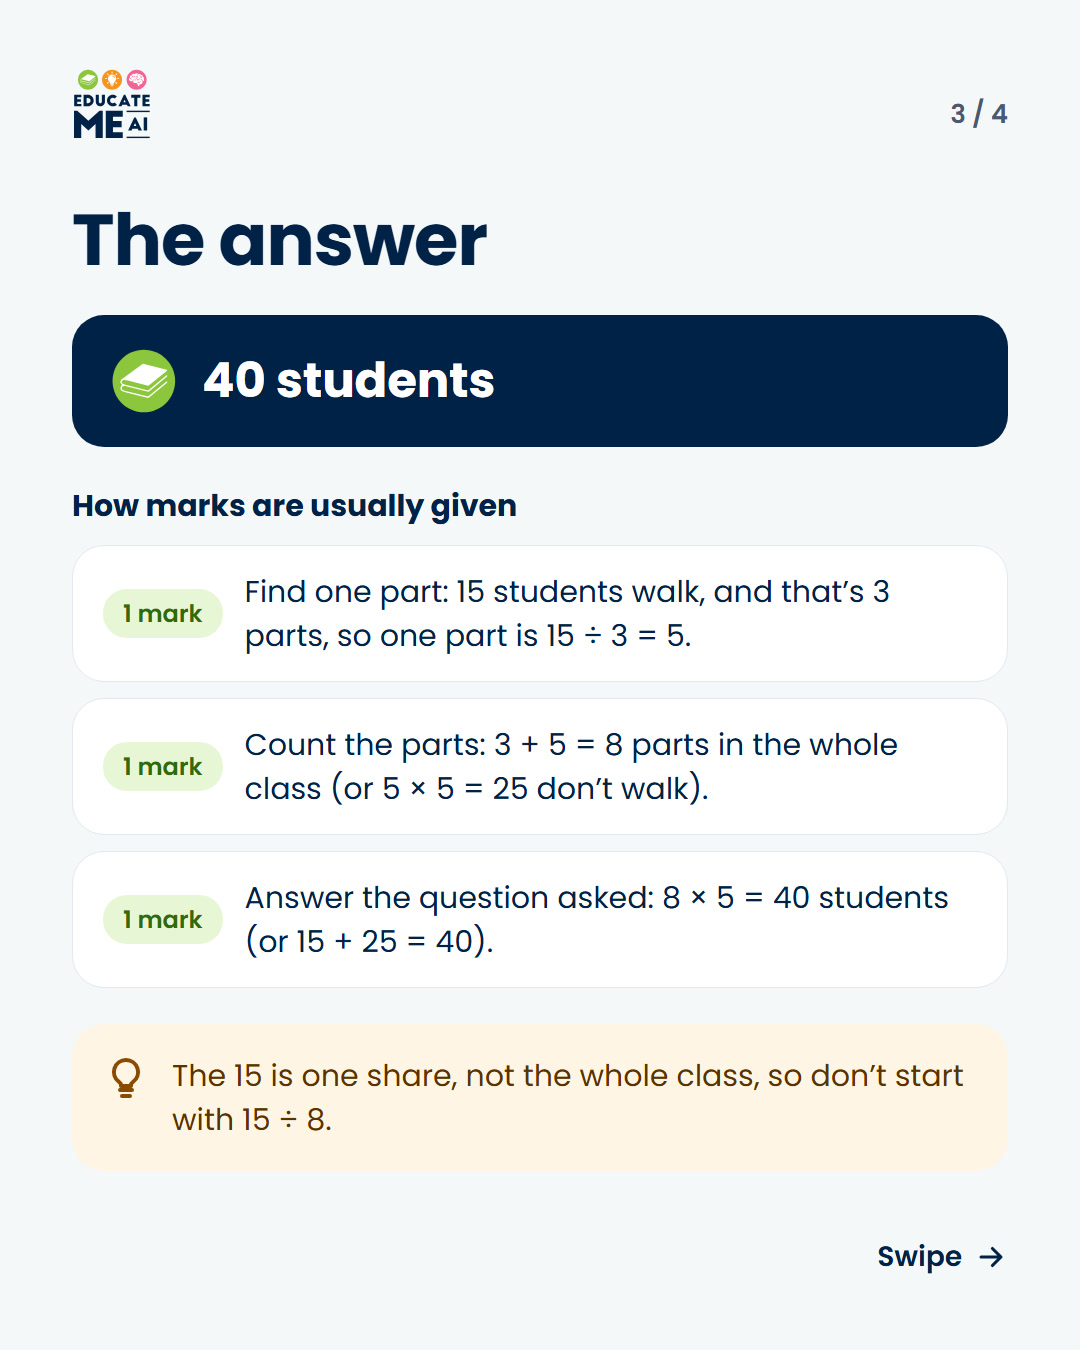 EDUCATE
ME AI
3 / 4
The answer
40 students
How marks are usually given
1 mark
Find one part: 15 students walk, and that’s 3
parts, so one part is 15 ÷ 3 = 5.
1 mark
Count the parts: 3 + 5 = 8 parts in the whole
class (or 5 × 5 = 25 don’t walk).
1 mark
Answer the question asked: 8 × 5 = 40 students
(or 15 + 25 = 40).
The 15 is one share, not the whole class, so don’t start
with 15 ÷ 8.
Swipe →